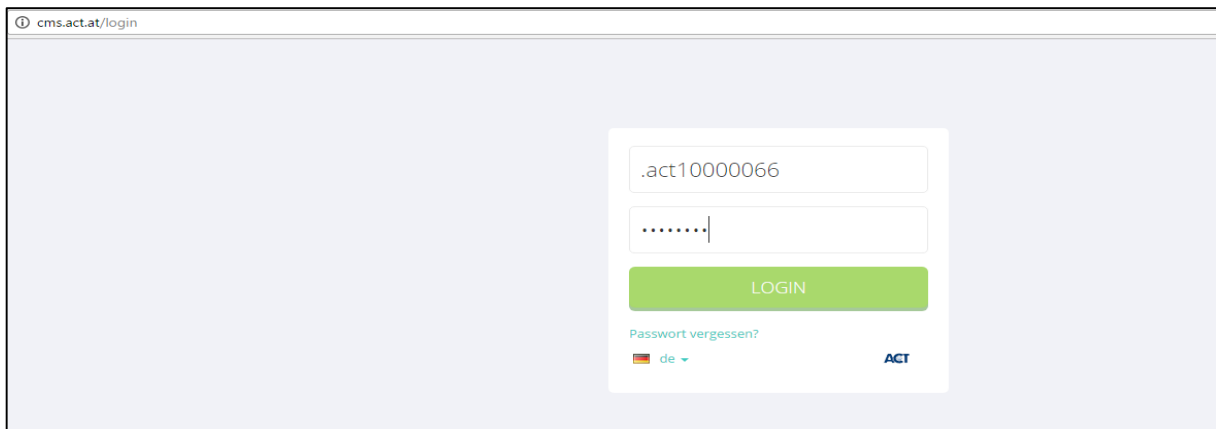 cms.act.at/login
.act10000066
••••••••
LOGIN
Passwort vergessen?
de
ACT